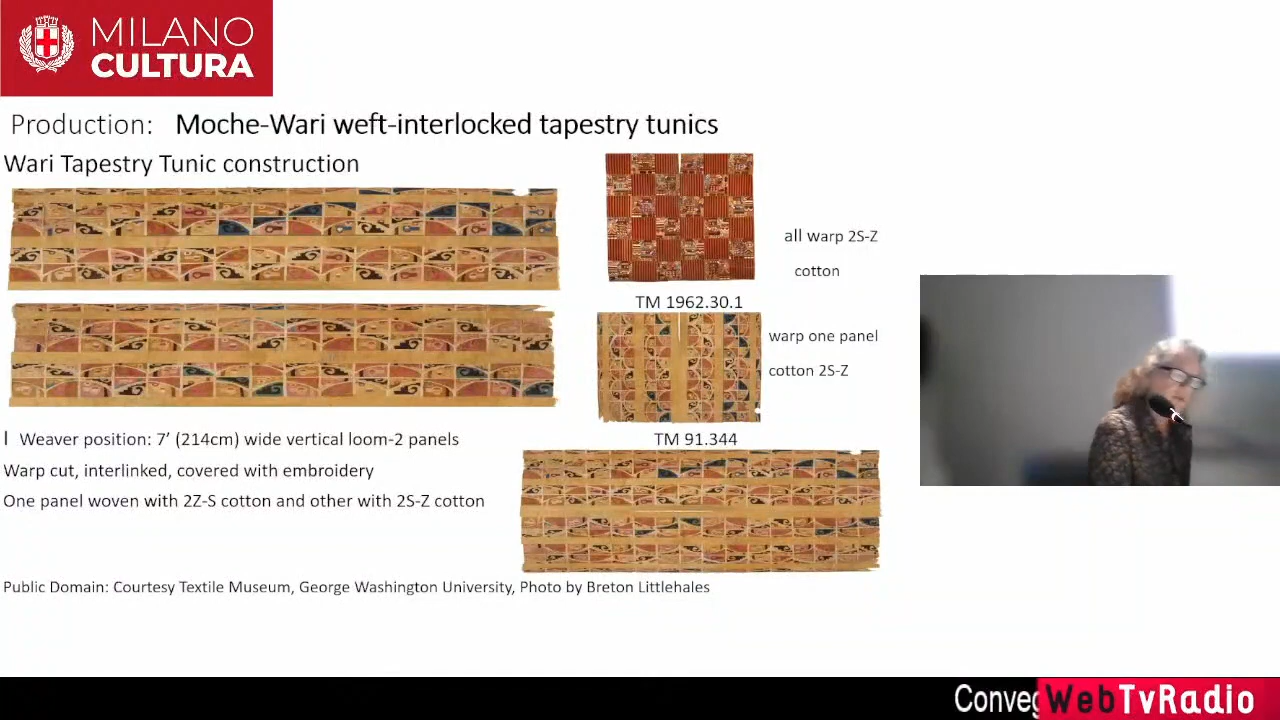 MILANO
CULTURA
Production: Moche-Wari weft-interlocked tapestry tunics
Wari Tapestry Tunic construction
all warp 2S-Z
cotton
TM 1962.30.1
warp one panel
cotton 2S-Z
TM 91.344
l Weaver position: 7’ (214cm) wide vertical loom-2 panels
Warp cut, interlinked, covered with embroidery
One panel woven with 2Z-S cotton and other with 2S-Z cotton
Public Domain: Courtesy Textile Museum, George Washington University, Photo by Breton Littlehales
Conveg
WebTvRadio